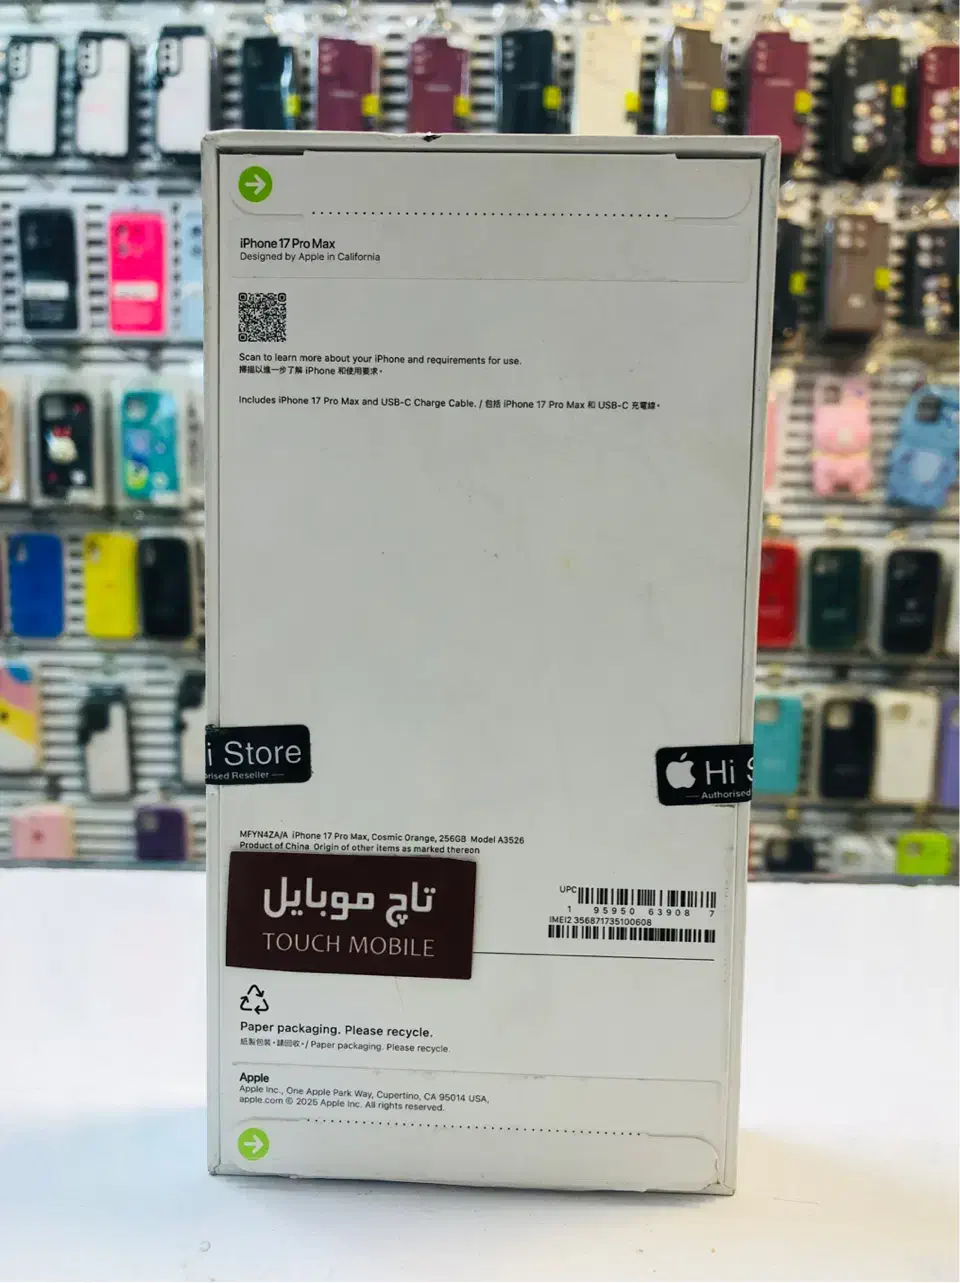 iPhone 17 Pro Max
Designed by Apple in California
Scan to learn more about your iPhone and requirements for use.
掃描以進一步了解 iPhone 和使用要求。
Includes iPhone 17 Pro Max and USB-C Charge Cable. / 包括 iPhone 17 Pro Max 和 USB-C 充電線。
i Store
rised Reseller
Hi S
Authorised
MFYN4ZA/A iPhone 17 Pro Max, Cosmic Orange, 256GB Model A3526
Product of China Origin of other items as marked thereon
تاچ موبایل
TOUCH MOBILE
UPC
1 95950 63908 7
IMEI2 356871735100608
Paper packaging. Please recycle.
紙製包裝，請回收。/ Paper packaging. Please recycle.
Apple
Apple Inc., One Apple Park Way, Cupertino, CA 95014 USA,
apple.com © 2025 Apple Inc. All rights reserved.